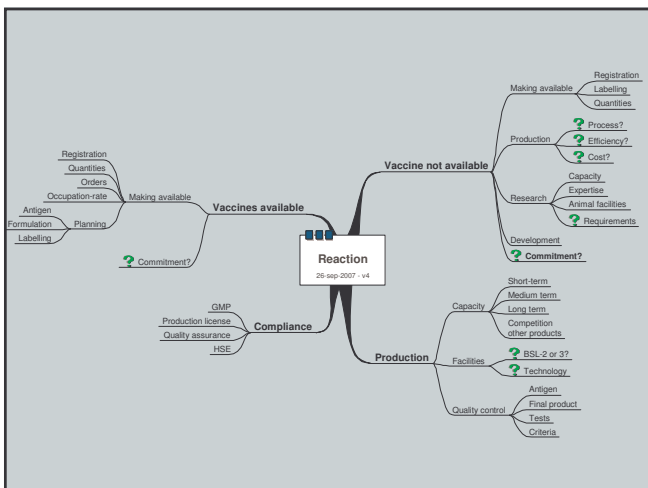 Reaction
26-sep-2007 - v4
Vaccine not available
Making available
Registration
Labelling
Quantities
Production
Process?
Efficiency?
Cost?
Research
Capacity
Expertise
Animal facilities
Requirements
Development
Commitment?
Production
Capacity
Short-term
Medium term
Long term
Competition
other products
Facilities
BSL-2 or 3?
Technology
Quality control
Antigen
Final product
Tests
Criteria
Vaccines available
Making available
Registration
Quantities
Orders
Occupation-rate
Planning
Antigen
Formulation
Labelling
Commitment?
Compliance
GMP
Production license
Quality assurance
HSE